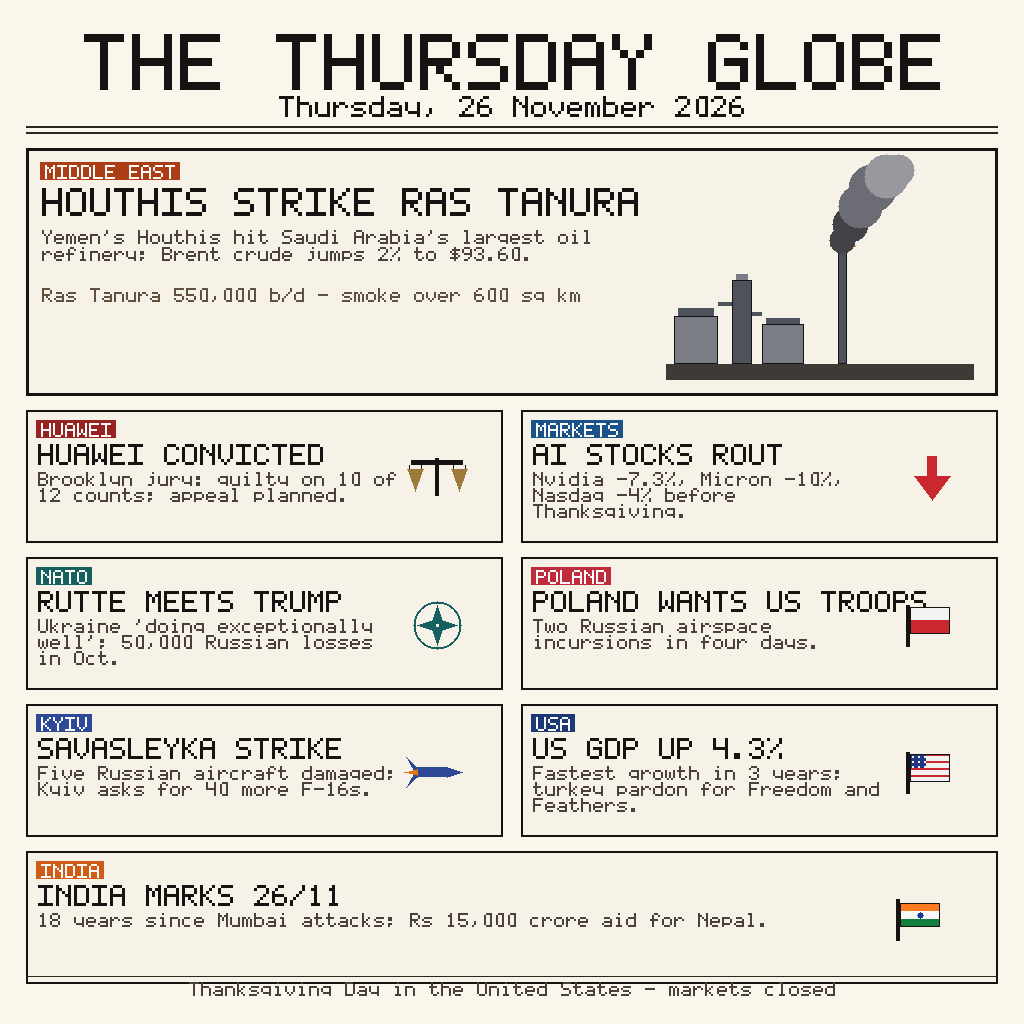 THE THURSDAY GLOBE
Thursday, 26 November 2026
MIDDLE EAST
HOUTHIS STRIKE RAS TANURA
Yemen's Houthis hit Saudi Arabia's largest oil
refinery; Brent crude jumps 2% to $93.60.
Ras Tanura 550,000 b/d - smoke over 600 sq km
HUAWEI
HUAWEI CONVICTED
Brooklyn jury: guilty on 10 of
12 counts; appeal planned.
MARKETS
AI STOCKS ROUT
Nvidia -7.3%, Micron -10%,
Nasdaq -4% before
Thanksgiving.
NATO
RUTTE MEETS TRUMP
Ukraine 'doing exceptionally
well'; 50,000 Russian losses
in Oct.
POLAND
POLAND WANTS US TROOPS
Two Russian airspace
incursions in four days.
KYIV
SAVASLEYKA STRIKE
Five Russian aircraft damaged;
Kyiv asks for 40 more F-16s.
USA
US GDP UP 4.3%
Fastest growth in 3 years;
turkey pardon for Freedom and
Feathers.
INDIA
INDIA MARKS 26/11
18 years since Mumbai attacks; Rs 15,000 crore aid for Nepal.
Thanksgiving Day in the United States - markets closed